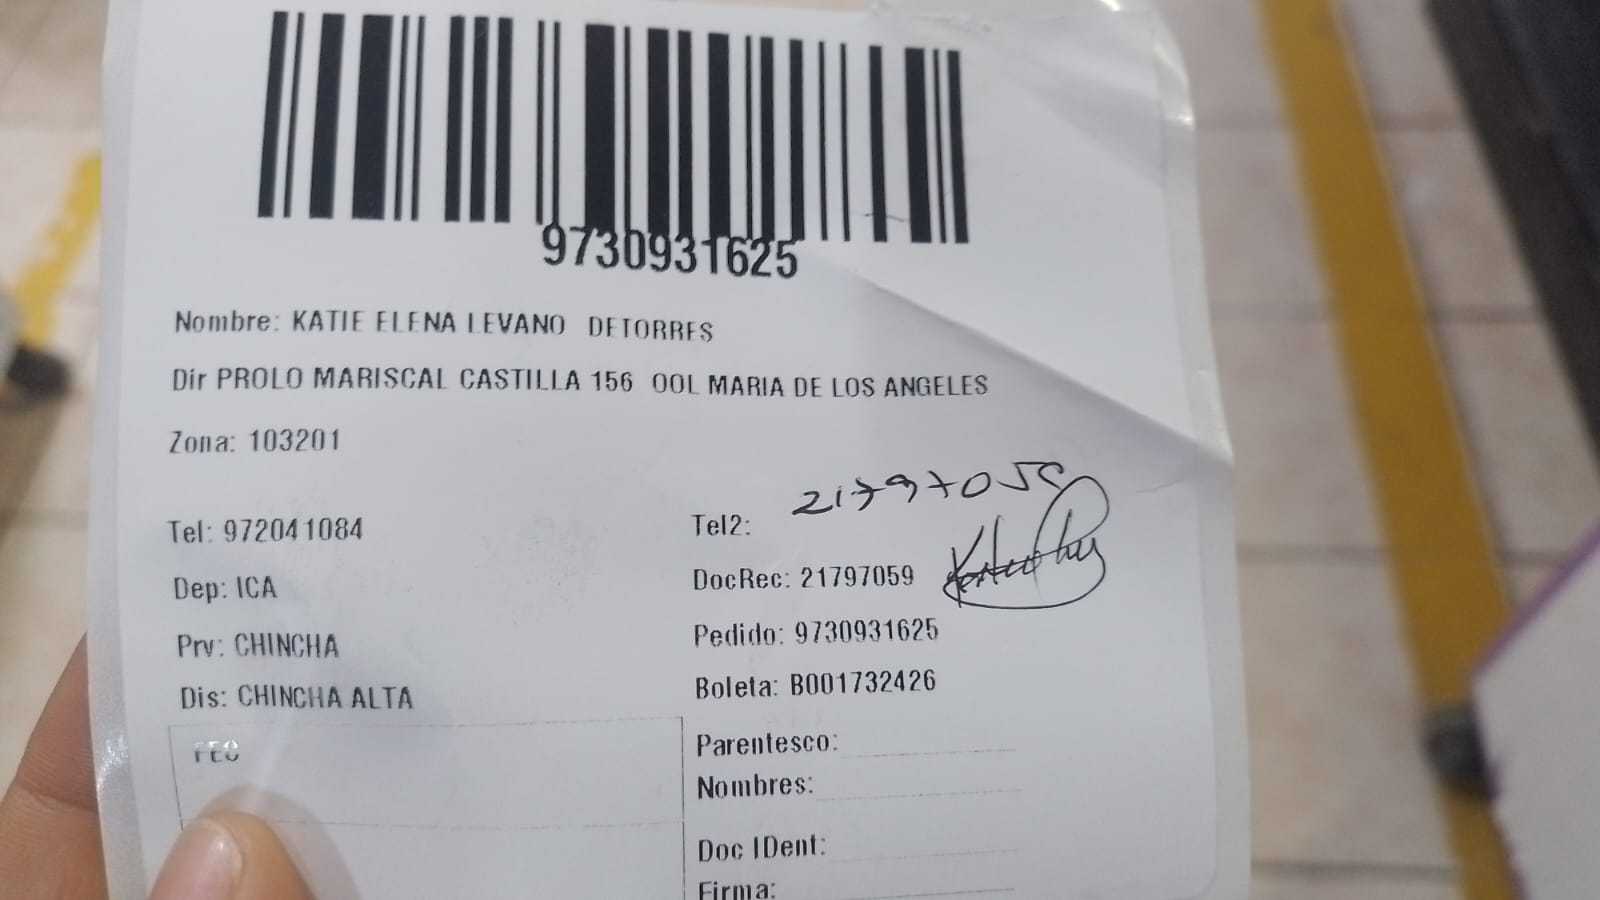 9730931625
Nombre: KATIE ELENA LEVANO DETORRES
Dir PROLO MARISCAL CASTILLA 156 OOL MARIA DE LOS ANGELES
Zona: 103201
Tel: 972041084
Tel2:
Dep: ICA
DocRec: 21797059
Prv: CHINCHA
Pedido: 9730931625
Dis: CHINCHA ALTA
Boleta: B001732426
FEC
Parentesco:
Nombres:
Doc IDent:
Firma: